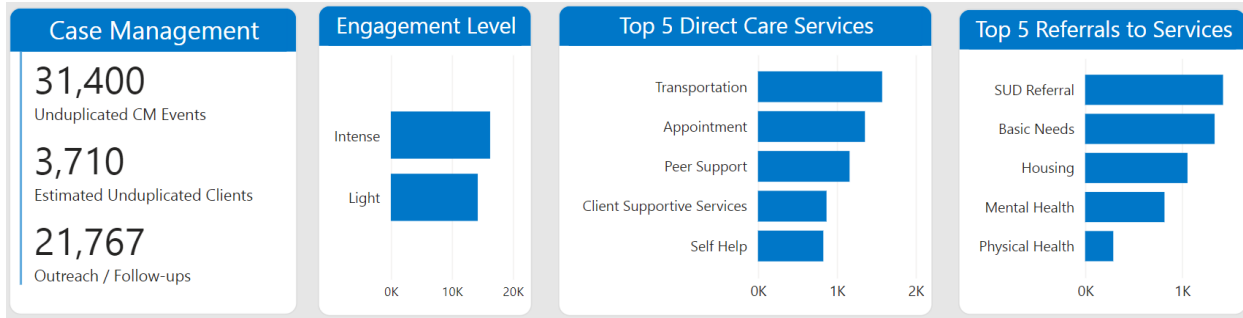 Case Management
31,400
Unduplicated CM Events
3,710
Estimated Unduplicated Clients
21,767
Outreach / Follow-ups
Engagement Level
Intense
Light
0K 10K 20K
Top 5 Direct Care Services
Transportation
Appointment
Peer Support
Client Supportive Services
Self Help
0K 1K 2K
Top 5 Referrals to Services
SUD Referral
Basic Needs
Housing
Mental Health
Physical Health
0K 1K